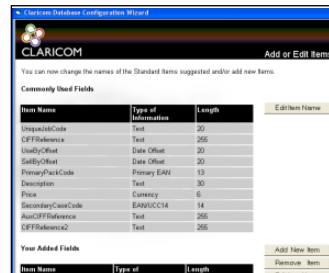 Claricom Database Configuration Wizard
CLARICOM
Add or Edit Items
You can now change the names of the Standard Items suggested and/or add new Items.
Commonly Used Fields
Item Name Type of Information Length
Edit Item Name
UniqueJobCode Text 20
CIFFReference Text 255
UseByOffset Date Offset 20
SellByOffset Date Offset 20
PrimaryPackCode Primary EAN 13
Description Text 30
Price Currency 6
SecondaryCaseCode EAN/UCC14 14
AuxCIFFReference Text 255
CIFFReference2 Text 255
Your Added Fields
Add New Item
Remove Item
Item Name Type of Length